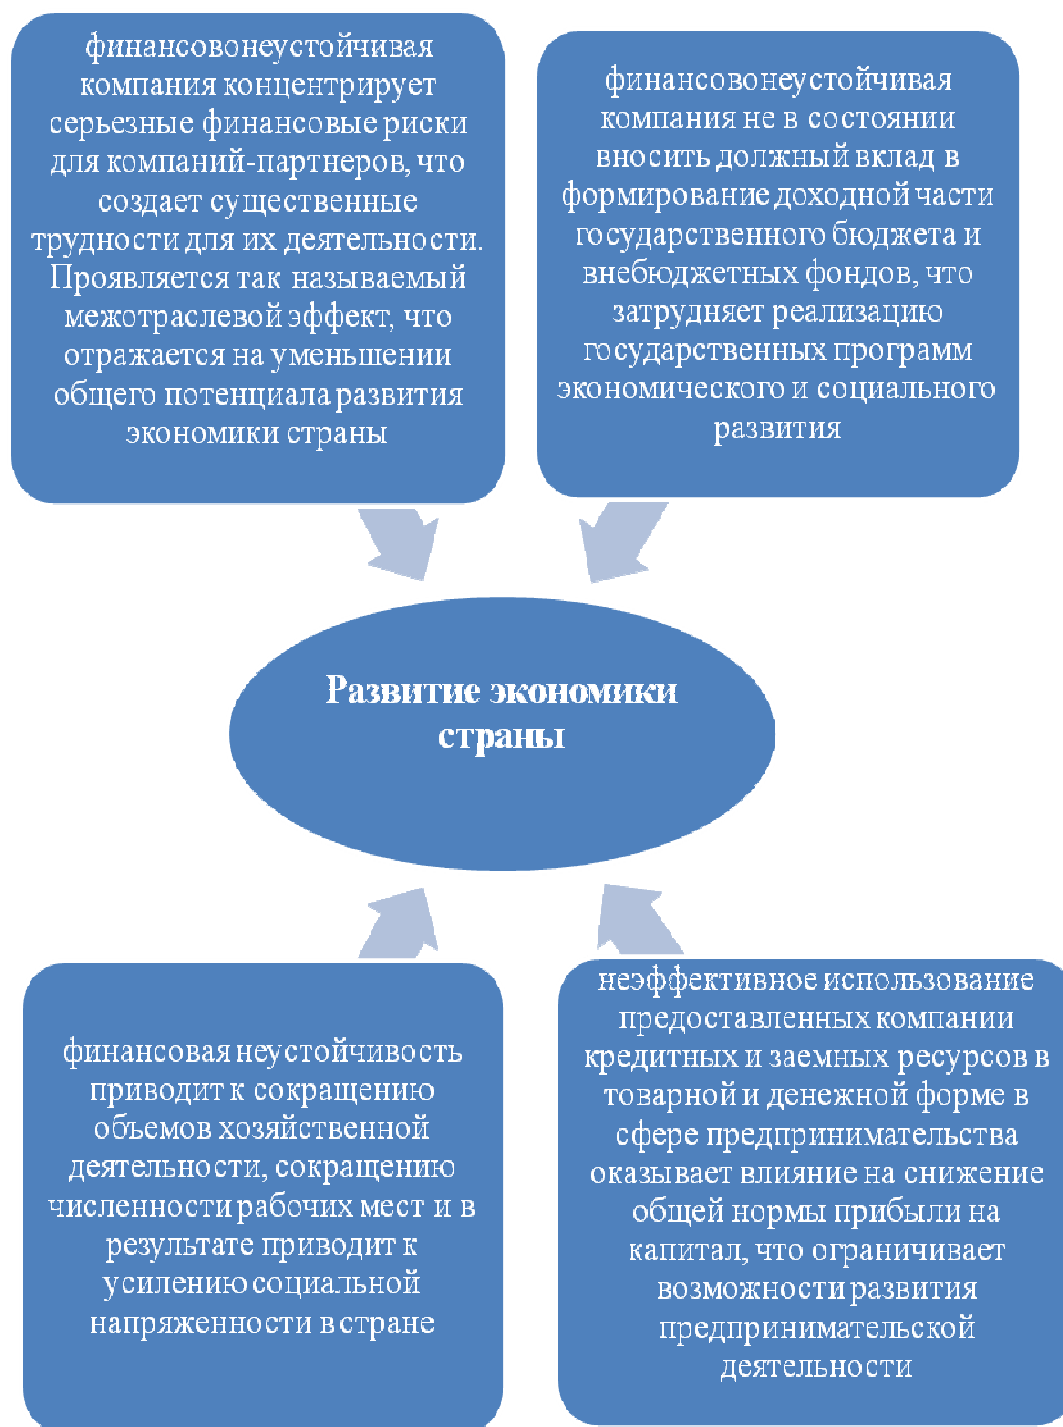 финансовонеустойчивая
компания концентрирует
серьезные финансовые риски
для компаний-партнеров, что
создает существенные
трудности для их деятельности.
Проявляется так называемый
межотраслевой эффект, что
отражается на уменьшении
общего потенциала развития
экономики страны
финансовонеустойчивая
компания не в состоянии
вносить должный вклад в
формирование доходной части
государственного бюджета и
внебюджетных фондов, что
затрудняет реализацию
государственных программ
экономического и социального
развития
Развитие экономики
страны
финансовая неустойчивость
приводит к сокращению
объемов хозяйственной
деятельности, сокращению
численности рабочих мест и в
результате приводит к
усилению социальной
напряженности в стране
неэффективное использование
предоставленных компании
кредитных и заемных ресурсов в
товарной и денежной форме в
сфере предпринимательства
оказывает влияние на снижение
общей нормы прибыли на
капитал, что ограничивает
возможности развития
предпринимательской
деятельности